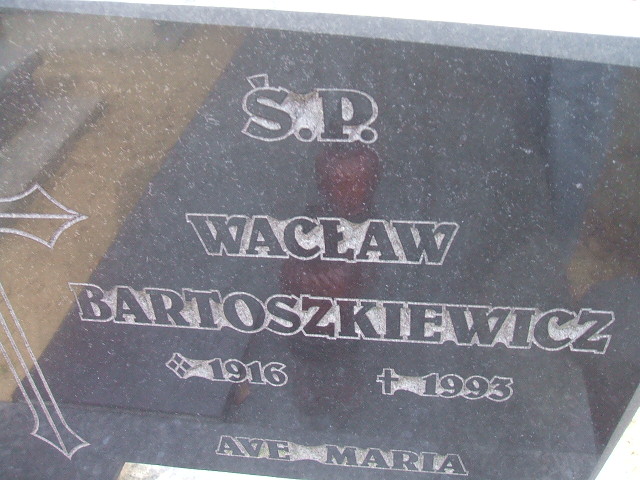 Ś.P.
WACŁAW
BARTOSZKIEWICZ
1916 † 1993
AVE MARIA